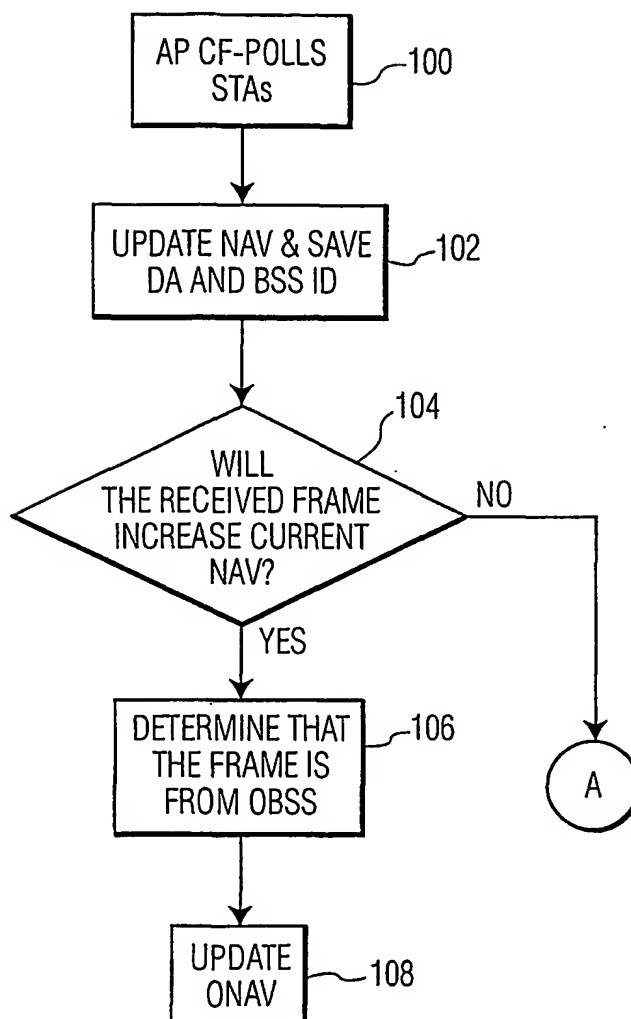 AP CF-POLLS
STAs
100
UPDATE NAV & SAVE
DA AND BSS ID
102
104
WILL
THE RECEIVED FRAME
INCREASE CURRENT
NAV?
NO
YES
DETERMINE THAT
THE FRAME IS
FROM OBSS
106
A
UPDATE
ONAV
108